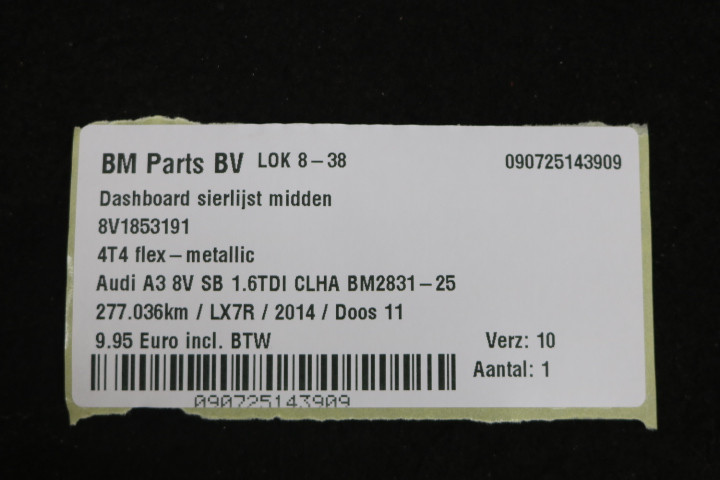 BM Parts BV LOK 8-38 090725143909
Dashboard sierlijst midden
8V1853191
4T4 flex-metallic
Audi A3 8V SB 1.6TDI CLHA BM2831-25
277.036km / LX7R / 2014 / Doos 11
9.95 Euro incl. BTW Verz: 10
Aantal: 1
090725143909